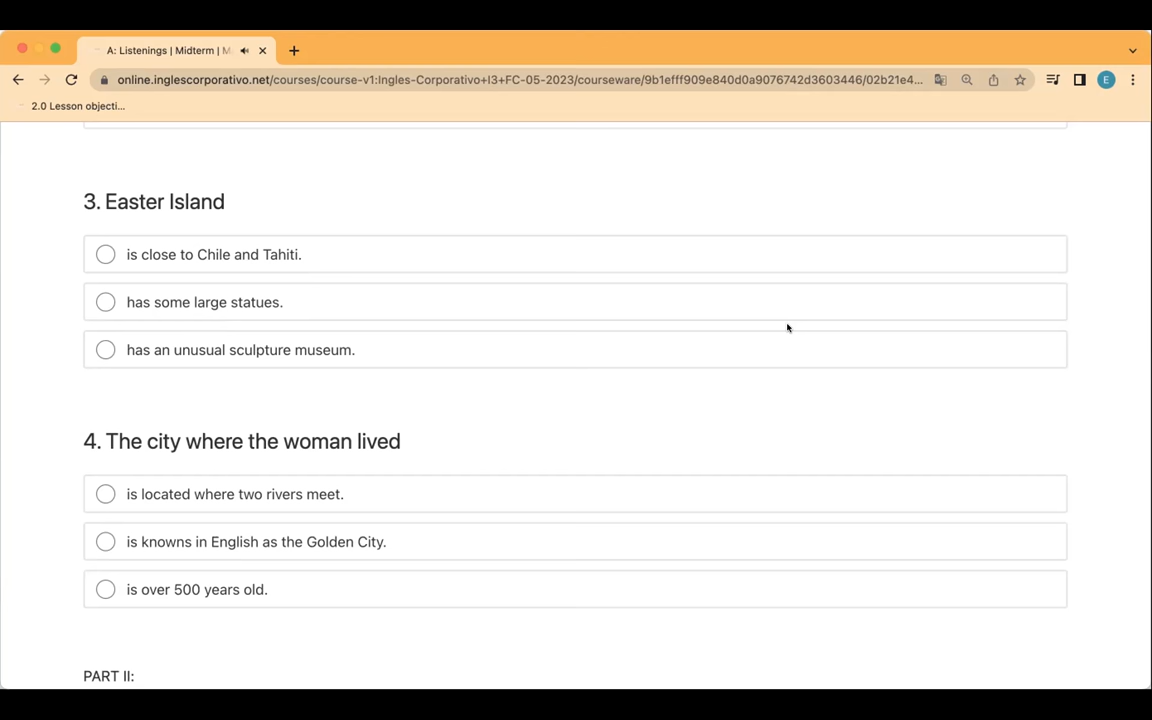 A: Listenings | Midterm | M
online.inglescorporativo.net/courses/course-v1:Ingles-Corporativo+I3+FC-05-2023/courseware/9b1efff909e840d0a9076742d3603446/02b21e4...
E
2.0 Lesson objecti...
3. Easter Island
is close to Chile and Tahiti.
has some large statues.
has an unusual sculpture museum.
4. The city where the woman lived
is located where two rivers meet.
is knowns in English as the Golden City.
is over 500 years old.
PART II: